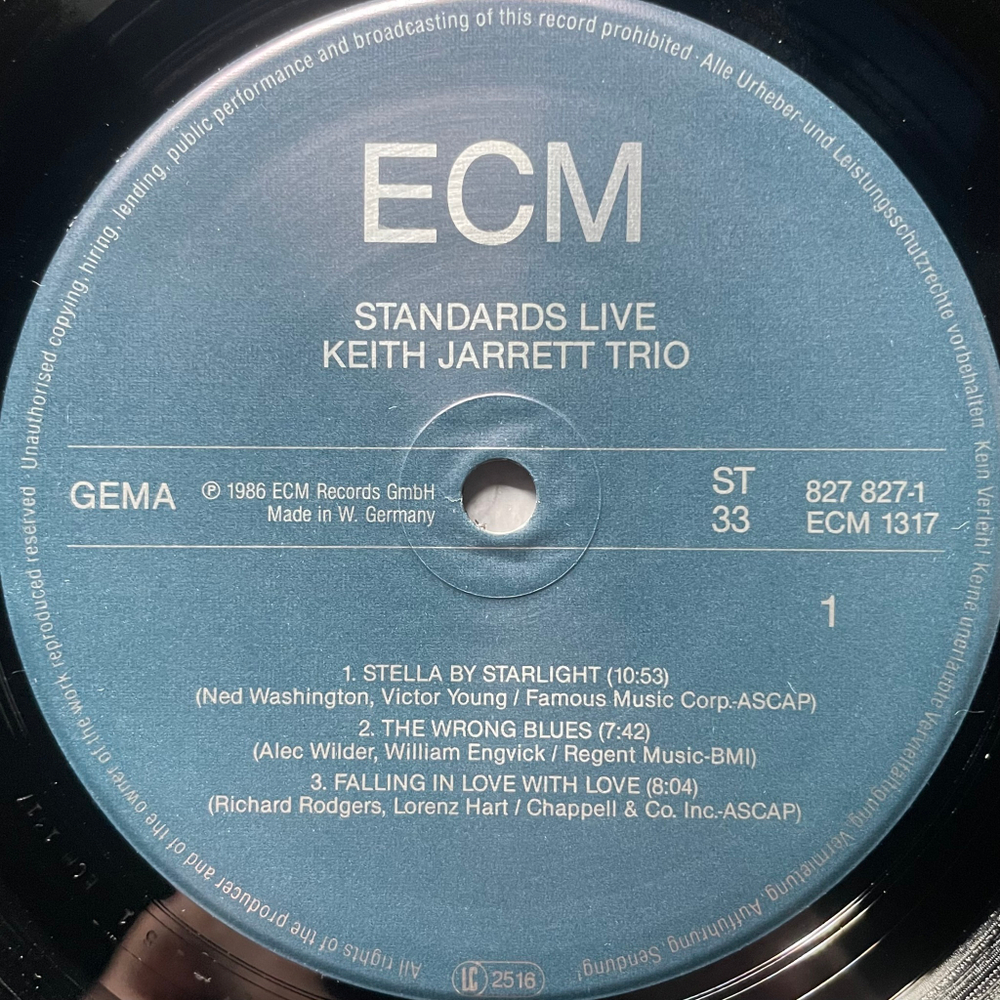 ECM
STANDARDS LIVE
KEITH JARRETT TRIO
GEMA
℗ 1986 ECM Records GmbH
Made in W. Germany
ST
33
827 827-1
ECM 1317
1
1. STELLA BY STARLIGHT (10:53)
(Ned Washington, Victor Young / Famous Music Corp.-ASCAP)
2. THE WRONG BLUES (7:42)
(Alec Wilder, William Engvick / Regent Music-BMI)
3. FALLING IN LOVE WITH LOVE (8:04)
(Richard Rodgers, Lorenz Hart / Chappell & Co. Inc.-ASCAP)
All rights of the producer and of the owner of the work reproduced reserved Unauthorised copying, hiring, lending, public performance and broadcasting of this record prohibited · Alle Urheber-und Leistungsschutzrechte vorbehalten Kein Verleih! Keine unerlaubte Vervielfältigung, Vermietung, Aufführung, Sendung!
LC 2516